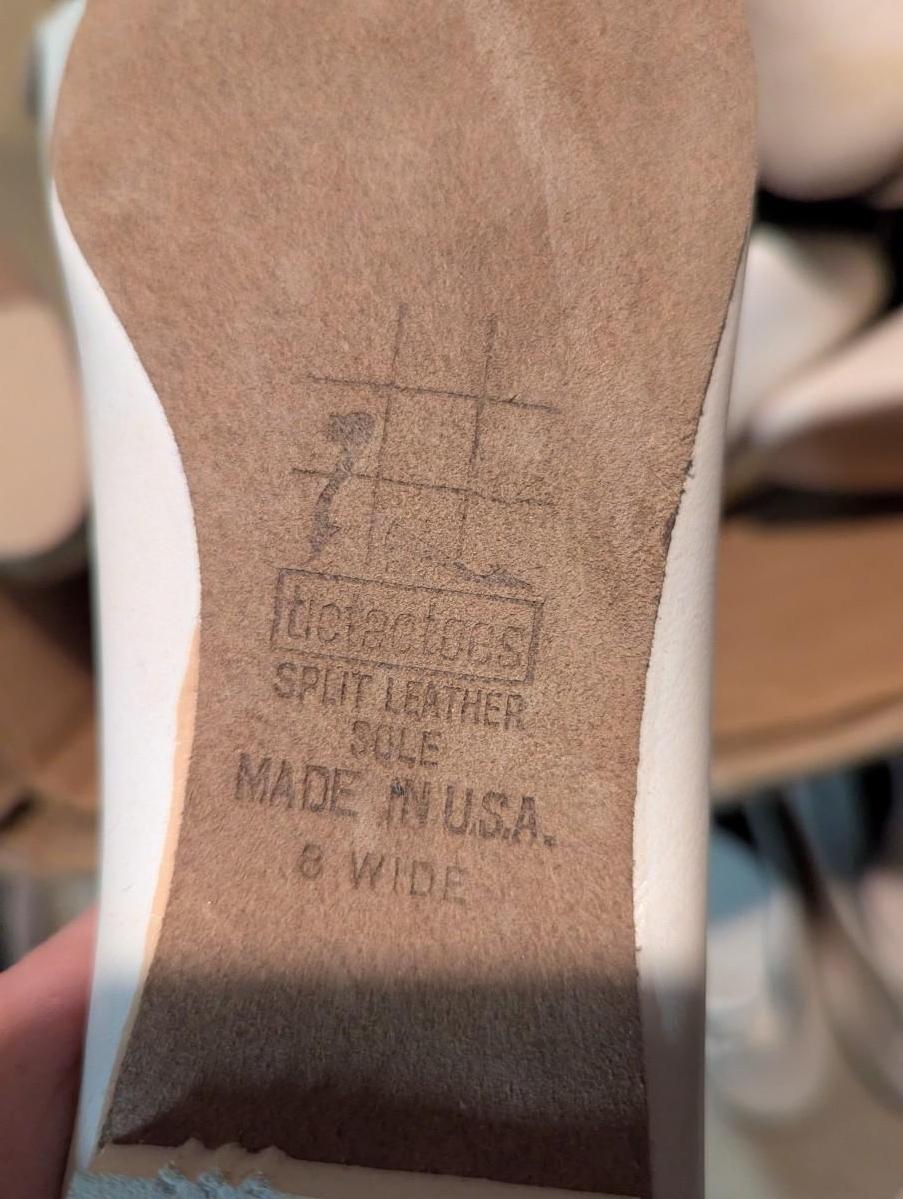 tictactoes
SPLIT LEATHER
SOLE
MADE IN U.S.A.
8 WIDE